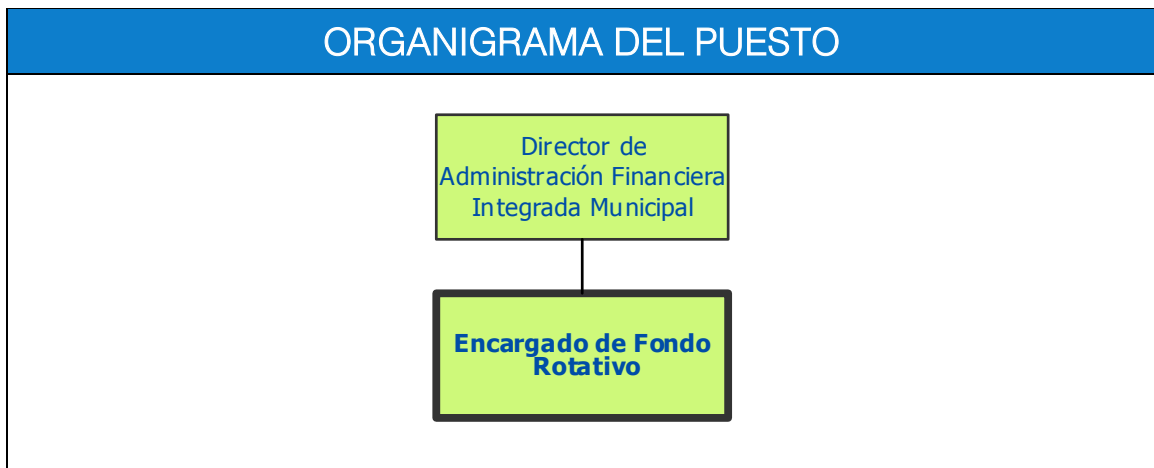 ORGANIGRAMA DEL PUESTO
Director de
Administración Financiera
Integrada Municipal
Encargado de Fondo
Rotativo